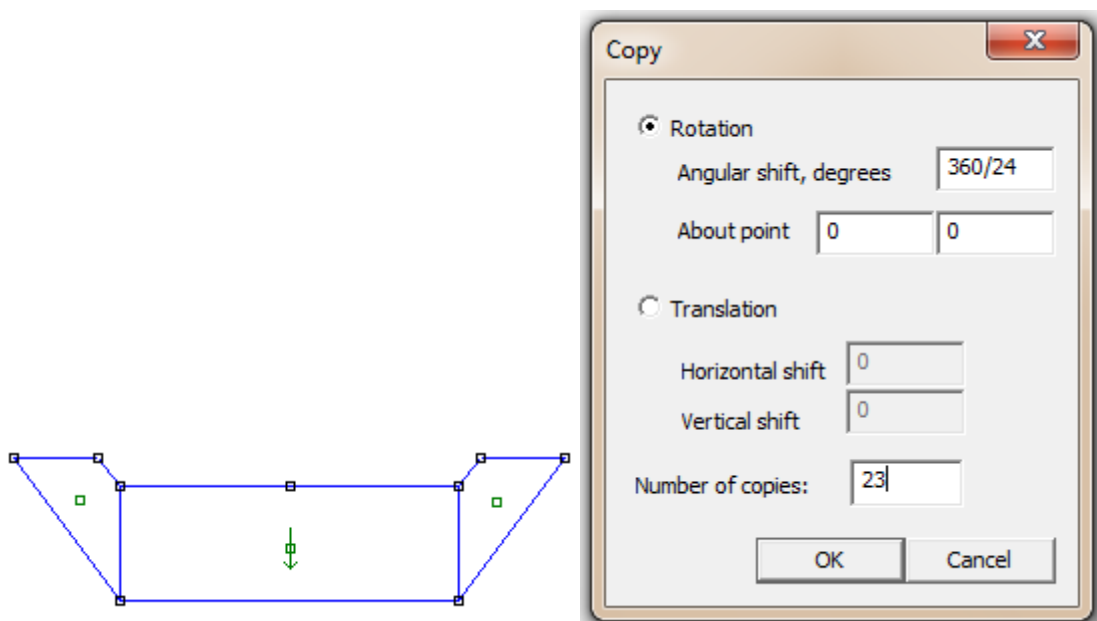 Copy
Rotation
Angular shift, degrees 360/24
About point 0 0
Translation
Horizontal shift 0
Vertical shift 0
Number of copies: 23
OK Cancel